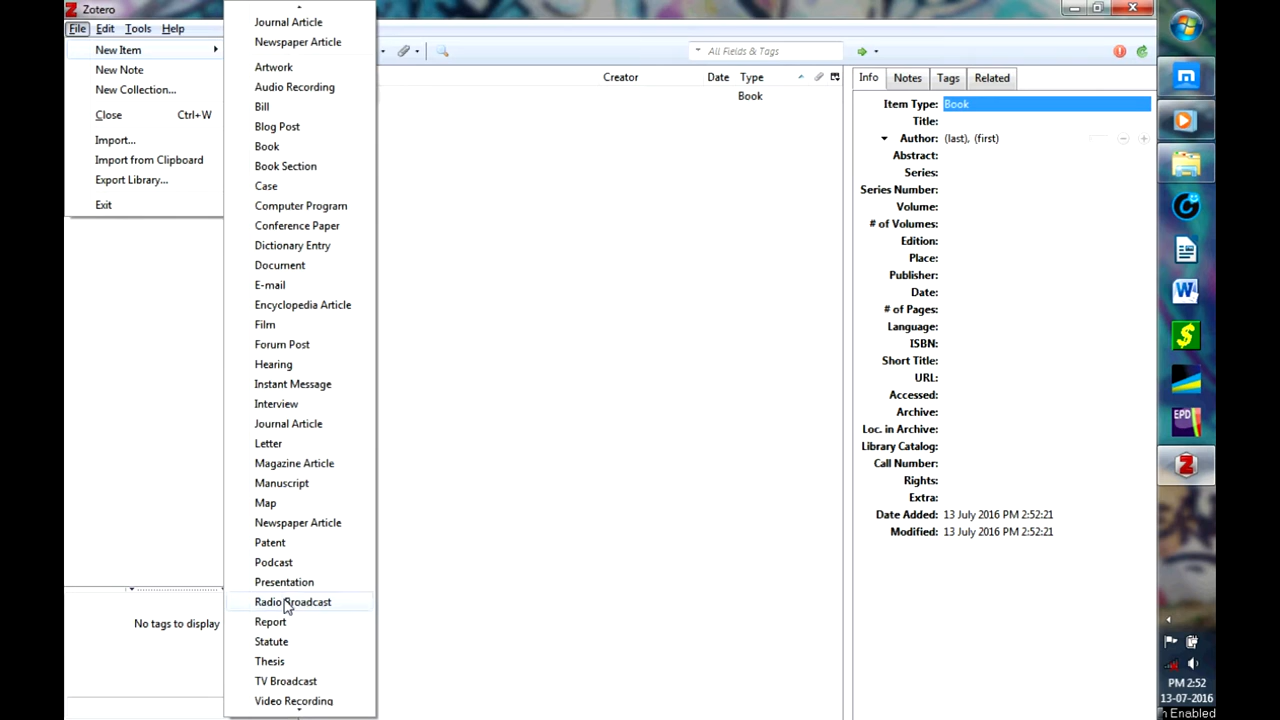 Zotero
File Edit Tools Help
New Item
New Note
New Collection...
Close Ctrl+W
Import...
Import from Clipboard
Export Library...
Exit
Journal Article
Newspaper Article
Artwork
Audio Recording
Bill
Blog Post
Book
Book Section
Case
Computer Program
Conference Paper
Dictionary Entry
Document
E-mail
Encyclopedia Article
Film
Forum Post
Hearing
Instant Message
Interview
Journal Article
Letter
Magazine Article
Manuscript
Map
Newspaper Article
Patent
Podcast
Presentation
Radio Broadcast
Report
Statute
Thesis
TV Broadcast
Video Recording
No tags to display
All Fields & Tags
Creator Date Type
Book
Info Notes Tags Related
Item Type: Book
Title:
Author: (last), (first)
Abstract:
Series:
Series Number:
Volume:
# of Volumes:
Edition:
Place:
Publisher:
Date:
# of Pages:
Language:
ISBN:
Short Title:
URL:
Accessed:
Archive:
Loc. in Archive:
Library Catalog:
Call Number:
Rights:
Extra:
Date Added: 13 July 2016 PM 2:52:21
Modified: 13 July 2016 PM 2:52:21
W
$
EPD
Z
PM 2:52
13-07-2016
Enabled